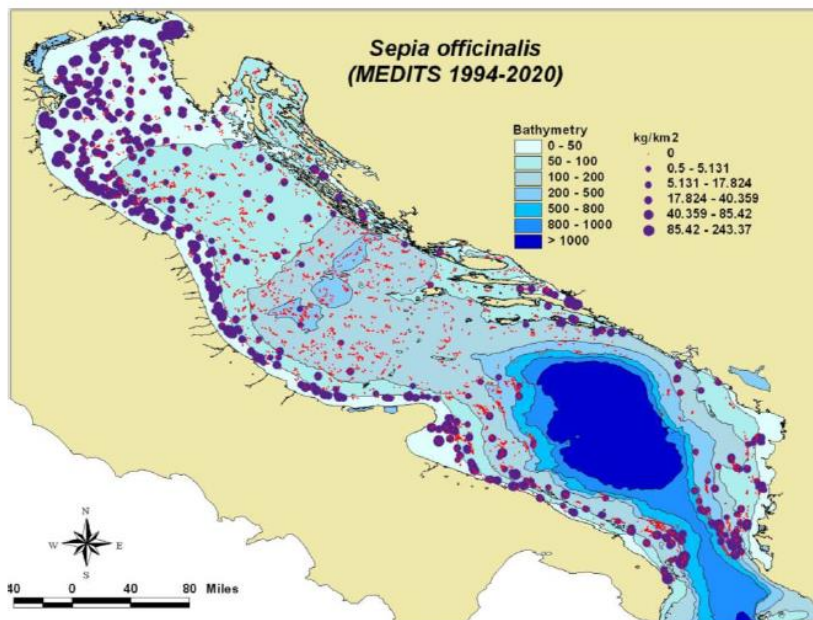 Sepia officinalis
(MEDITS 1994-2020)
Bathymetry
0 - 50
50 - 100
100 - 200
200 - 500
500 - 800
800 - 1000
> 1000
kg/km2
0
0.5 - 5.131
5.131 - 17.824
17.824 - 40.359
40.359 - 85.42
85.42 - 243.37
N
W E
S
40 0 40 80 Miles